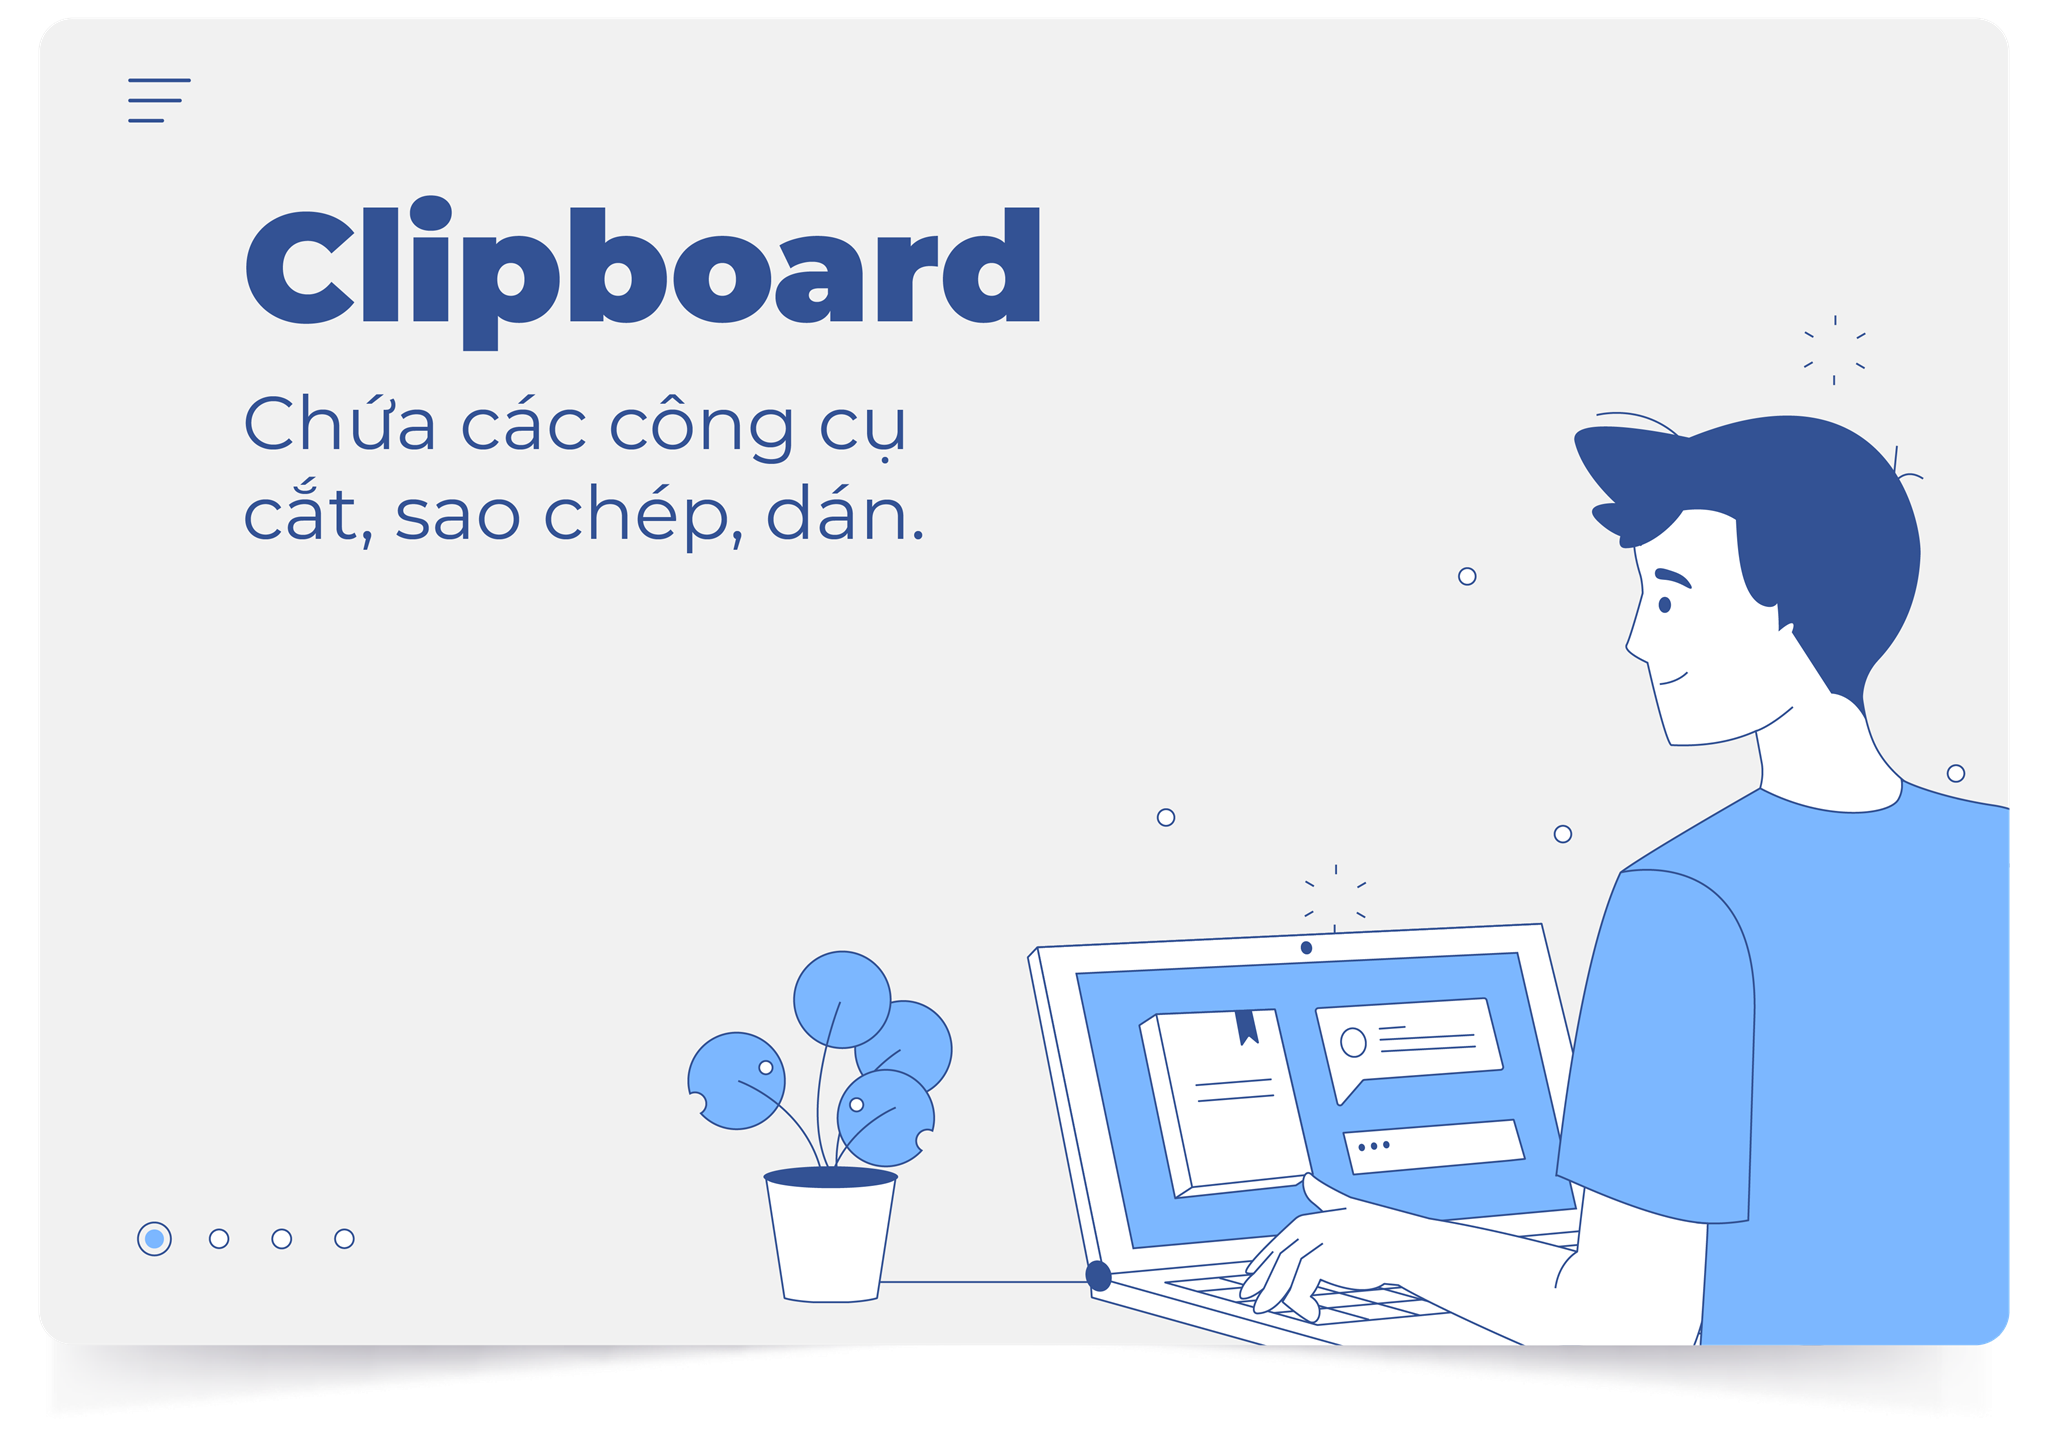 Clipboard
Chứa các công cụ
cắt, sao chép, dán.